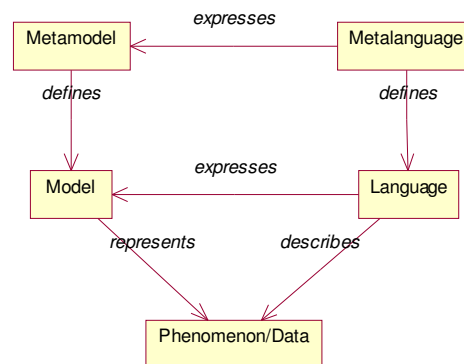 expresses
Metamodel
Metalanguage
defines
defines
expresses
Model
Language
represents
describes
Phenomenon/Data